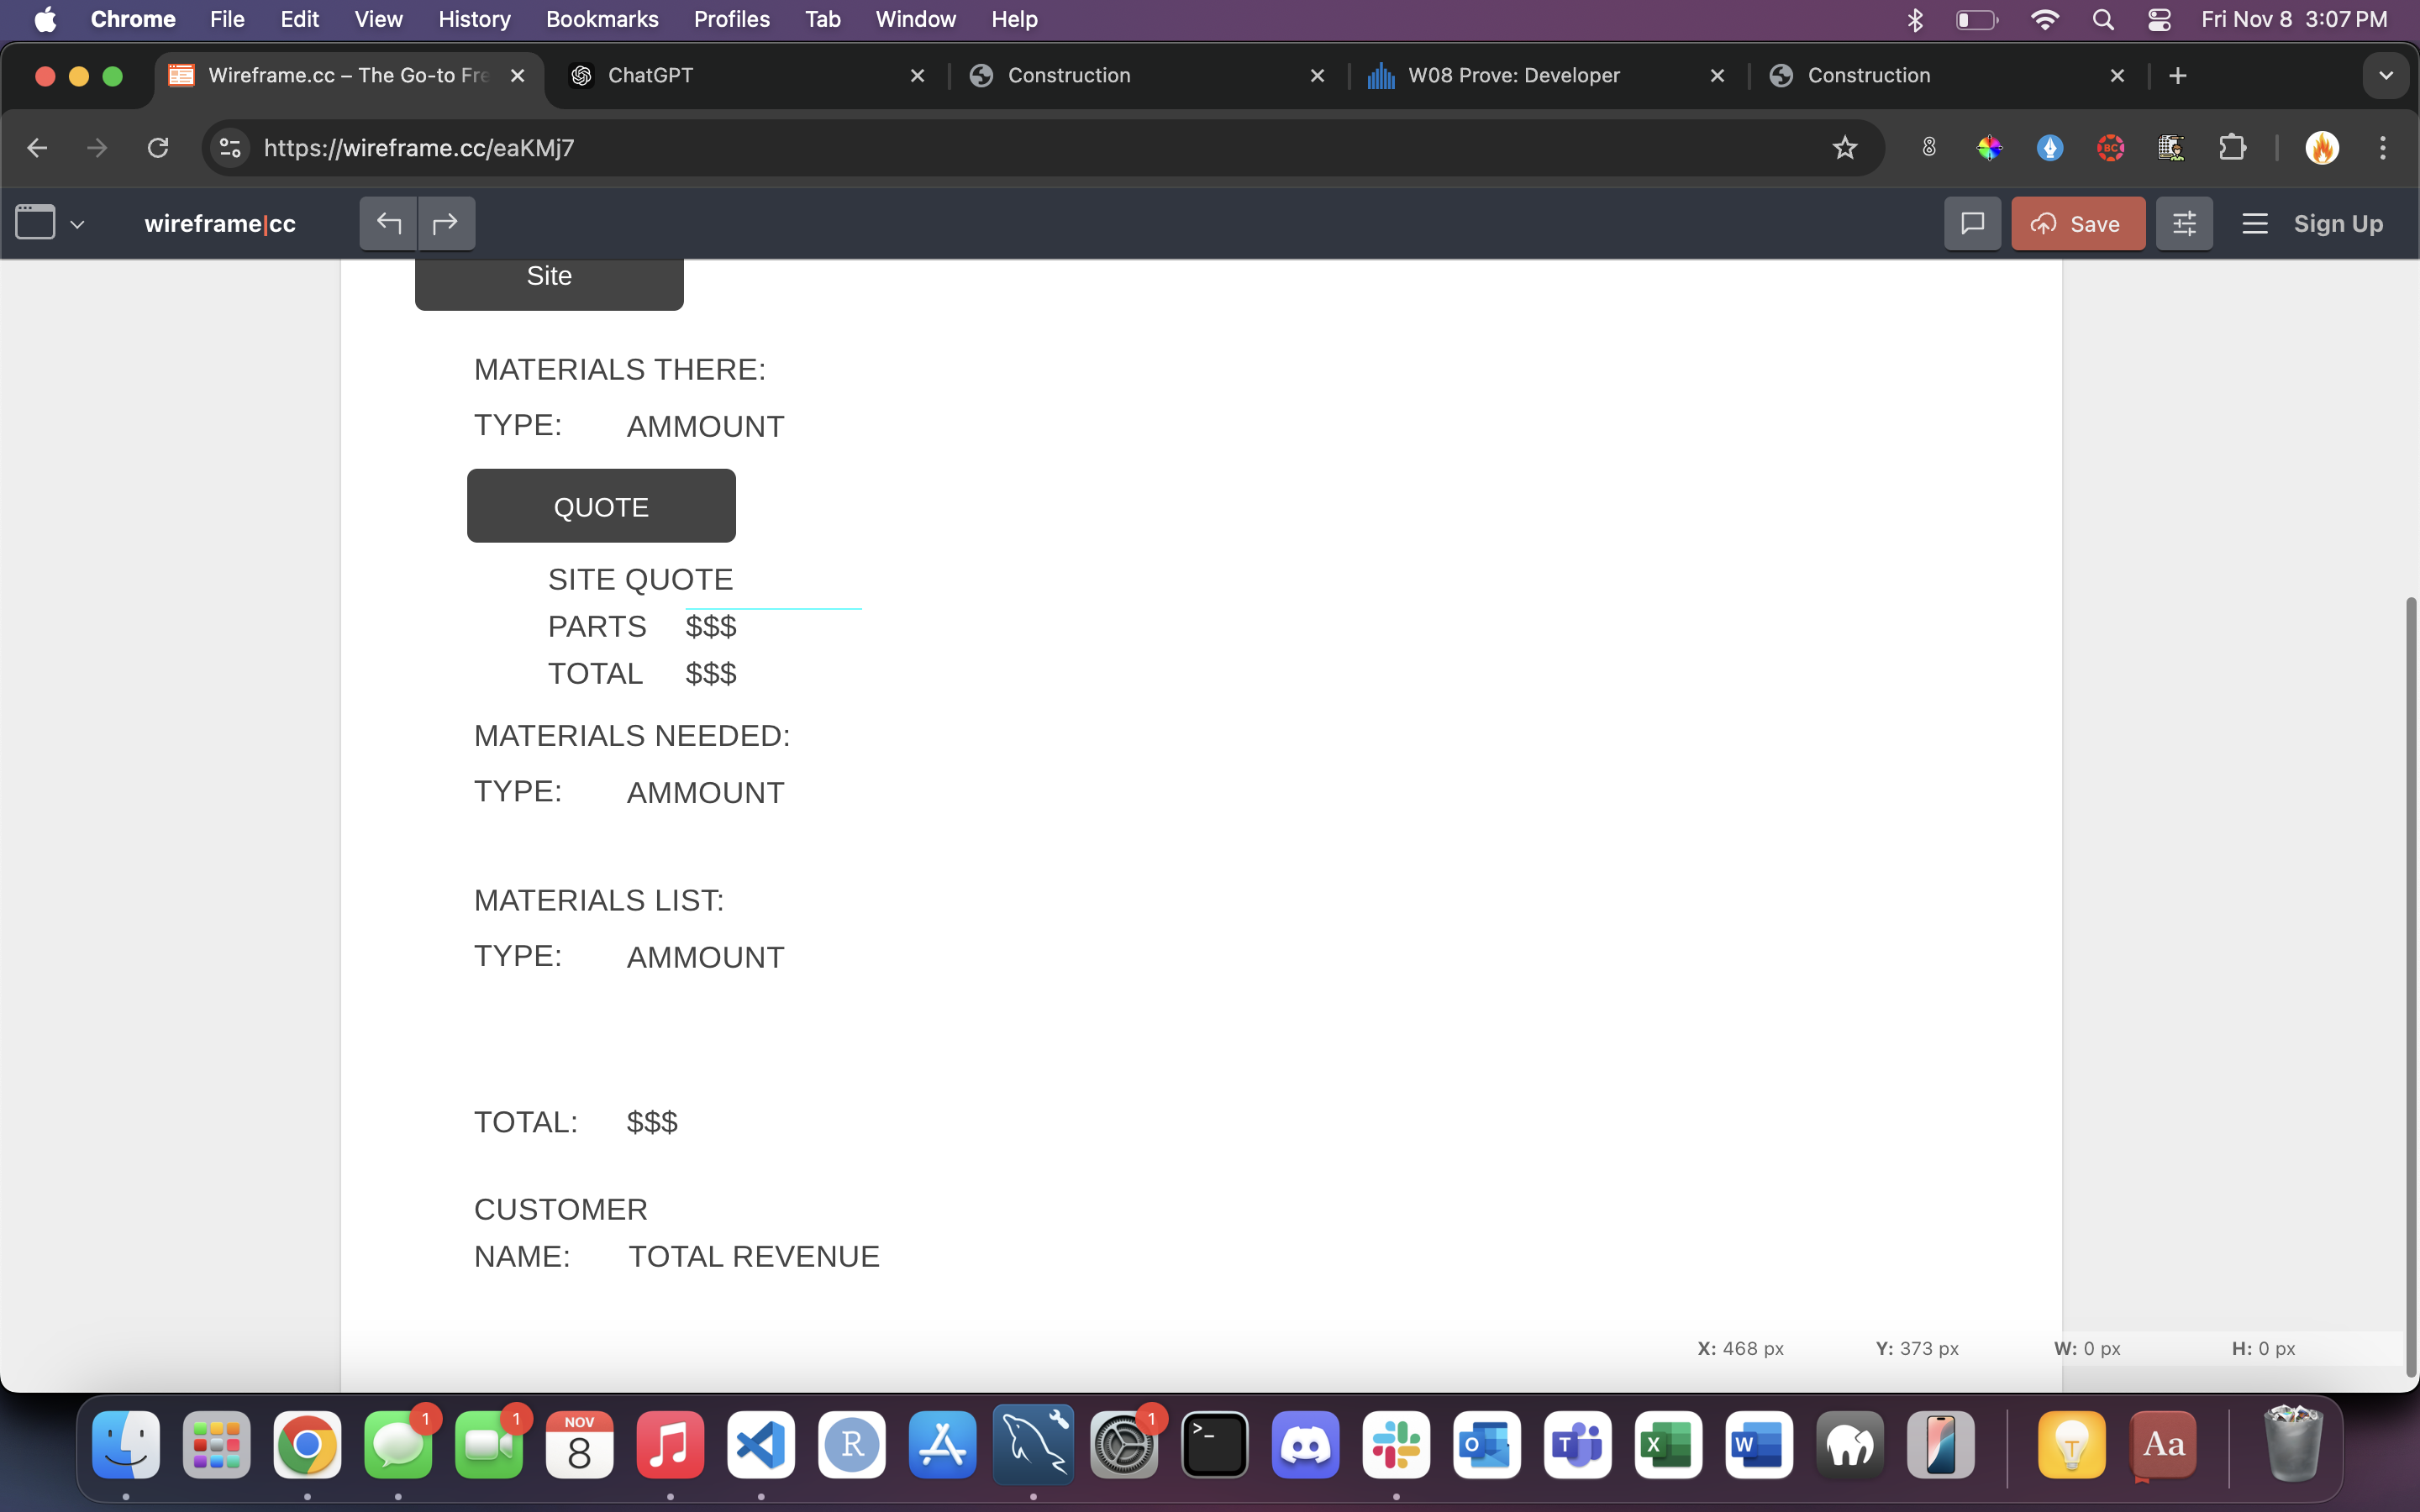 Chrome File Edit View History Bookmarks Profiles Tab Window Help Fri Nov 8 3:07 PM
Wireframe.cc – The Go-to Fre ChatGPT Construction W08 Prove: Developer Construction
https://wireframe.cc/eaKMj7 8 BC
wireframe|cc Save Sign Up
Site
MATERIALS THERE:
TYPE: AMMOUNT
QUOTE
SITE QUOTE
PARTS $$$
TOTAL $$$
MATERIALS NEEDED:
TYPE: AMMOUNT
MATERIALS LIST:
TYPE: AMMOUNT
TOTAL: $$$
CUSTOMER
NAME: TOTAL REVENUE
X: 468 px Y: 373 px W: 0 px H: 0 px
1 1 NOV 1
8 R >_ O T X W T Aa